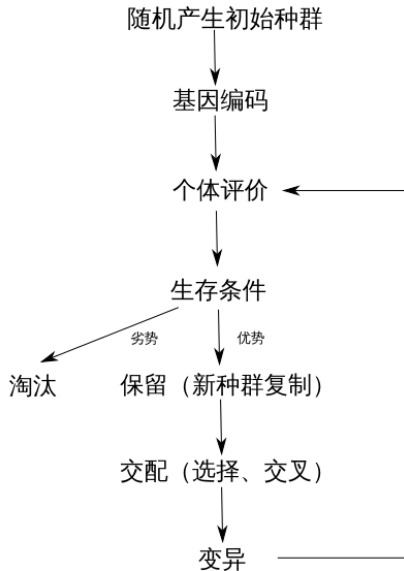 随机产生初始种群
基因编码
个体评价
生存条件
劣势
优势
淘汰
保留（新种群复制）
交配（选择、交叉）
变异